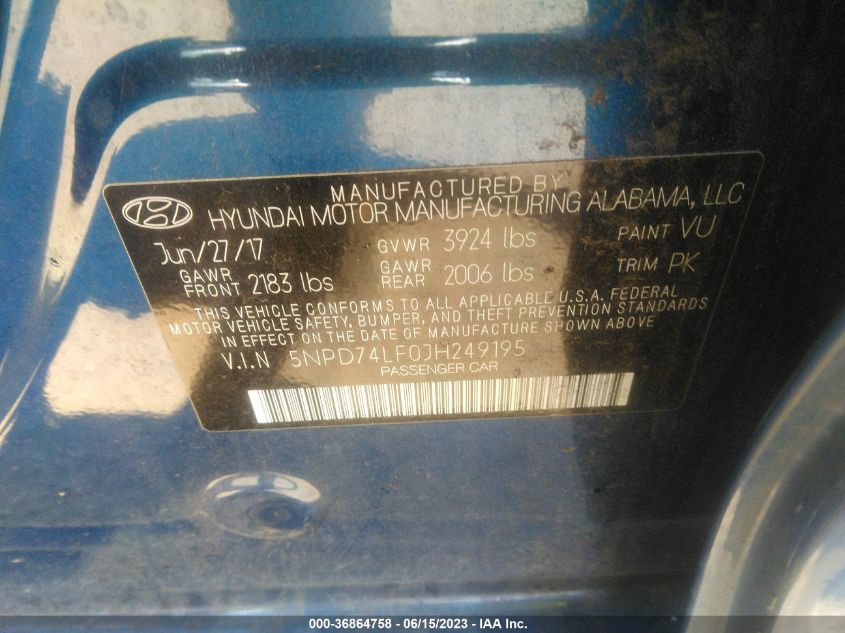 MANUFACTURED BY
HYUNDAI MOTOR MANUFACTURING ALABAMA, LLC
Jun/27/17 GVWR 3924 lbs PAINT VU
GAWR FRONT 2183 lbs GAWR REAR 2006 lbs TRIM PK
THIS VEHICLE CONFORMS TO ALL APPLICABLE U.S.A. FEDERAL
MOTOR VEHICLE SAFETY, BUMPER, AND THEFT PREVENTION STANDARDS
IN EFFECT ON THE DATE OF MANUFACTURE SHOWN ABOVE
V.I.N 5NPD74LF0JH249195
PASSENGER CAR
000-36864758 - 06/15/2023 - IAA Inc.